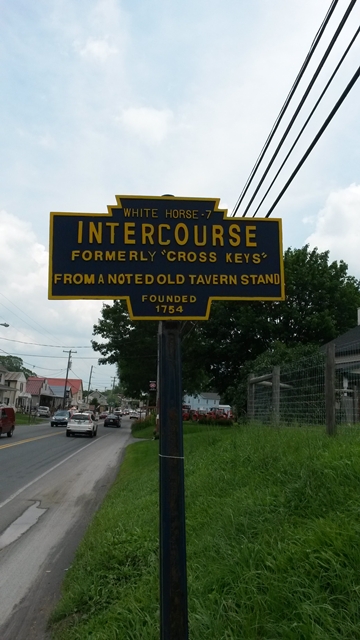 WHITE HORSE-7
INTERCOURSE
FORMERLY "CROSS KEYS"
FROM A NOTED OLD TAVERN STAND
FOUNDED
1754